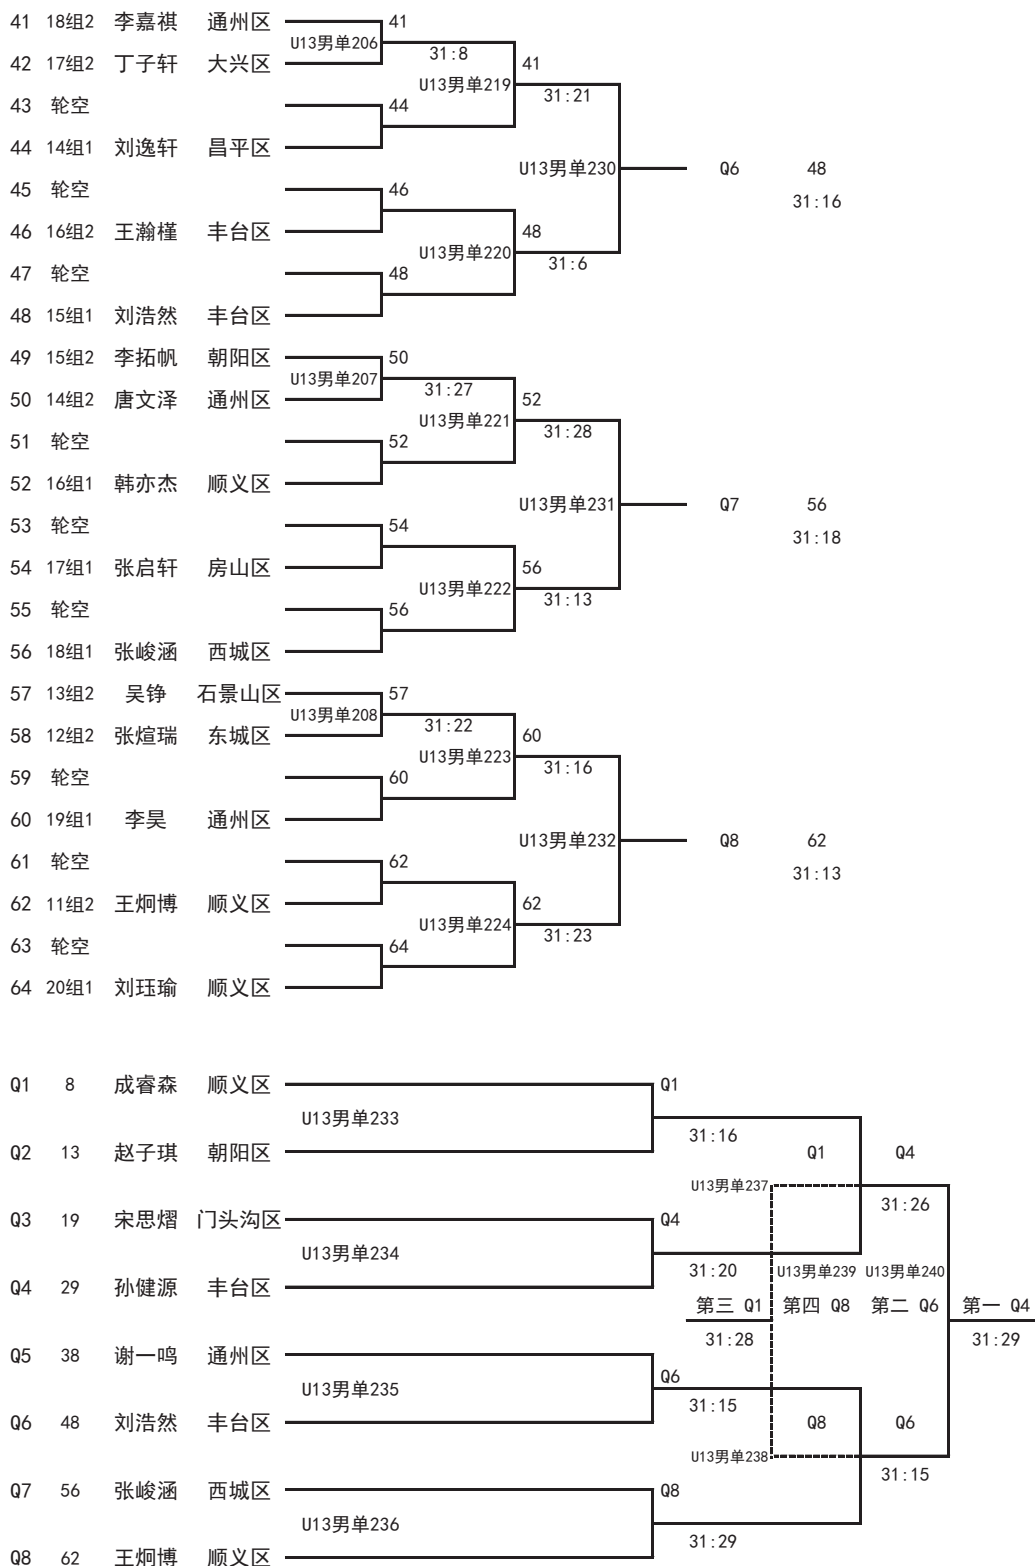 41 18组2 李嘉祺 通州区 41
U13男单206
31:8
42 17组2 丁子轩 大兴区 41
U13男单219
31:21
43 轮空 44
44 14组1 刘逸轩 昌平区
U13男单230 Q6 48
45 轮空 46
31:16
46 16组2 王瀚槿 丰台区 48
U13男单220
31:6
47 轮空 48
48 15组1 刘浩然 丰台区
49 15组2 李拓帆 朝阳区 50
U13男单207
31:27
50 14组2 唐文泽 通州区 52
U13男单221
31:28
51 轮空 52
52 16组1 韩亦杰 顺义区
U13男单231 Q7 56
53 轮空 54
31:18
54 17组1 张启轩 房山区 56
U13男单222
31:13
55 轮空 56
56 18组1 张峻涵 西城区
57 13组2 吴铮 石景山区 57
U13男单208
31:22
58 12组2 张煊瑞 东城区 60
U13男单223
31:16
59 轮空 60
60 19组1 李昊 通州区
U13男单232 Q8 62
61 轮空 62
31:13
62 11组2 王炯博 顺义区 62
U13男单224
31:23
63 轮空 64
64 20组1 刘珏瑜 顺义区
Q1 8 成睿森 顺义区 Q1
U13男单233
31:16
Q2 13 赵子琪 朝阳区 Q1 Q4
U13男单237
31:26
Q3 19 宋思熠 门头沟区 Q4
U13男单234
31:20 U13男单239 U13男单240
Q4 29 孙健源 丰台区
第三 Q1 第四 Q8 第二 Q6 第一 Q4
31:28 31:29
Q5 38 谢一鸣 通州区 Q6
U13男单235
31:15
Q6 48 刘浩然 丰台区 Q8 Q6
U13男单238
31:15
Q7 56 张峻涵 西城区 Q8
U13男单236
31:29
Q8 62 王炯博 顺义区